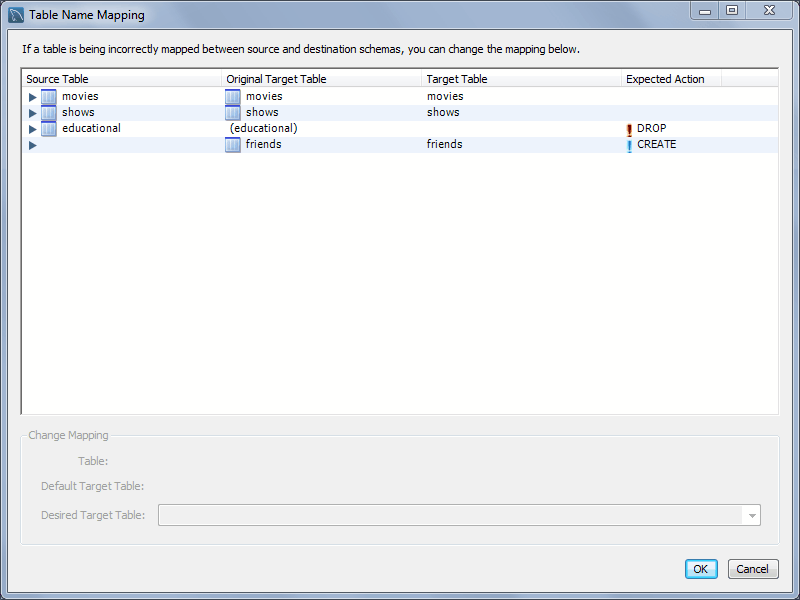 Table Name Mapping
If a table is being incorrectly mapped between source and destination schemas, you can change the mapping below.
Source Table Original Target Table Target Table Expected Action
movies movies movies
shows shows shows
educational (educational) DROP
friends friends CREATE
Change Mapping
Table:
Default Target Table:
Desired Target Table:
OK Cancel